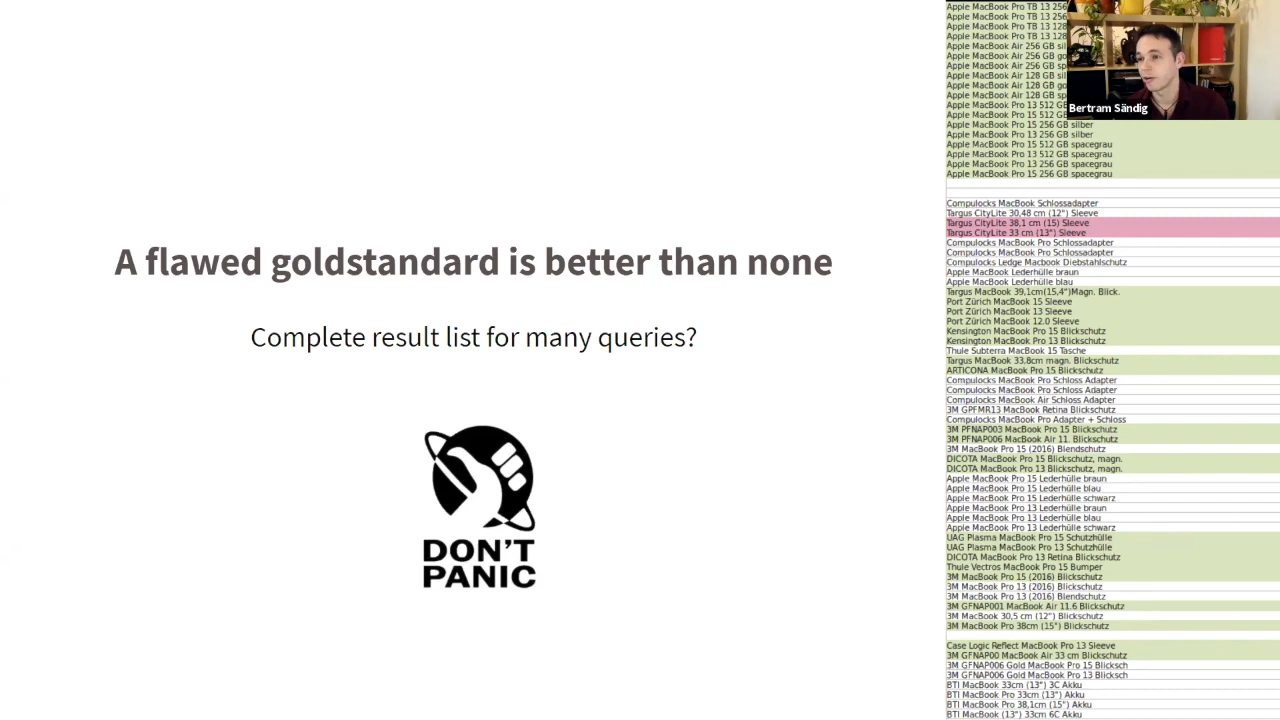 A flawed goldstandard is better than none
Complete result list for many queries?
DON'T
PANIC
Apple MacBook Pro TB 13 256
Apple MacBook Pro TB 13 256
Apple MacBook Pro TB 13 128
Apple MacBook Pro TB 13 128
Apple MacBook Air 256 GB sil
Apple MacBook Air 256 GB go
Apple MacBook Air 256 GB sp
Apple MacBook Air 128 GB sil
Apple MacBook Air 128 GB go
Apple MacBook Air 128 GB sp
Apple MacBook Pro 13 512 GB
Apple MacBook Pro 15 512 GB
Apple MacBook Pro 15 256 GB silber
Apple MacBook Pro 13 256 GB silber
Apple MacBook Pro 15 512 GB spacegrau
Apple MacBook Pro 13 512 GB spacegrau
Apple MacBook Pro 13 256 GB spacegrau
Apple MacBook Pro 15 256 GB spacegrau
Bertram Sändig
Compulocks MacBook Schlossadapter
Targus CityLite 30,48 cm (12") Sleeve
Targus CityLite 38,1 cm (15) Sleeve
Targus CityLite 33 cm (13") Sleeve
Compulocks MacBook Pro Schlossadapter
Compulocks MacBook Pro Schlossadapter
Compulocks Ledge Macbook Diebstahlschutz
Apple MacBook Lederhülle braun
Apple MacBook Lederhülle blau
Targus MacBook 39,1cm(15,4")Magn. Blick.
Port Zürich MacBook 15 Sleeve
Port Zürich MacBook 13 Sleeve
Port Zürich MacBook 12.0 Sleeve
Kensington MacBook Pro 15 Blickschutz
Kensington MacBook Pro 13 Blickschutz
Thule Subterra MacBook 15 Tasche
Targus MacBook 33,8cm magn. Blickschutz
ARTICONA MacBook Pro 15 Blickschutz
Compulocks MacBook Pro Schloss Adapter
Compulocks MacBook Pro Schloss Adapter
Compulocks MacBook Air Schloss Adapter
3M GPFMR13 MacBook Retina Blickschutz
Compulocks MacBook Pro Adapter + Schloss
3M PFNAP003 MacBook Pro 15 Blickschutz
3M PFNAP006 MacBook Air 11. Blickschutz
3M MacBook Pro 15 (2016) Blendschutz
DICOTA MacBook Pro 15 Blickschutz, magn.
DICOTA MacBook Pro 13 Blickschutz, magn.
Apple MacBook Pro 15 Lederhülle braun
Apple MacBook Pro 15 Lederhülle blau
Apple MacBook Pro 15 Lederhülle schwarz
Apple MacBook Pro 13 Lederhülle braun
Apple MacBook Pro 13 Lederhülle blau
Apple MacBook Pro 13 Lederhülle schwarz
UAG Plasma MacBook Pro 15 Schutzhülle
UAG Plasma MacBook Pro 13 Schutzhülle
DICOTA MacBook Pro 13 Retina Blickschutz
Thule Vectros MacBook Pro 15 Bumper
3M MacBook Pro 15 (2016) Blickschutz
3M MacBook Pro 13 (2016) Blickschutz
3M MacBook Pro 13 (2016) Blendschutz
3M GFNAP001 MacBook Air 11.6 Blickschutz
3M MacBook 30,5 cm (12") Blickschutz
3M MacBook Pro 38cm (15") Blickschutz
Case Logic Reflect MacBook Pro 13 Sleeve
3M GFNAP00 MacBook Air 33 cm Blickschutz
3M GFNAP006 Gold MacBook Pro 15 Blicksch
3M GFNAP006 Gold MacBook Pro 13 Blicksch
BTI MacBook 33cm (13") 3C Akku
BTI MacBook Pro 33cm (13") Akku
BTI MacBook Pro 38,1cm (15") Akku
BTI MacBook (13") 33cm 6C Akku